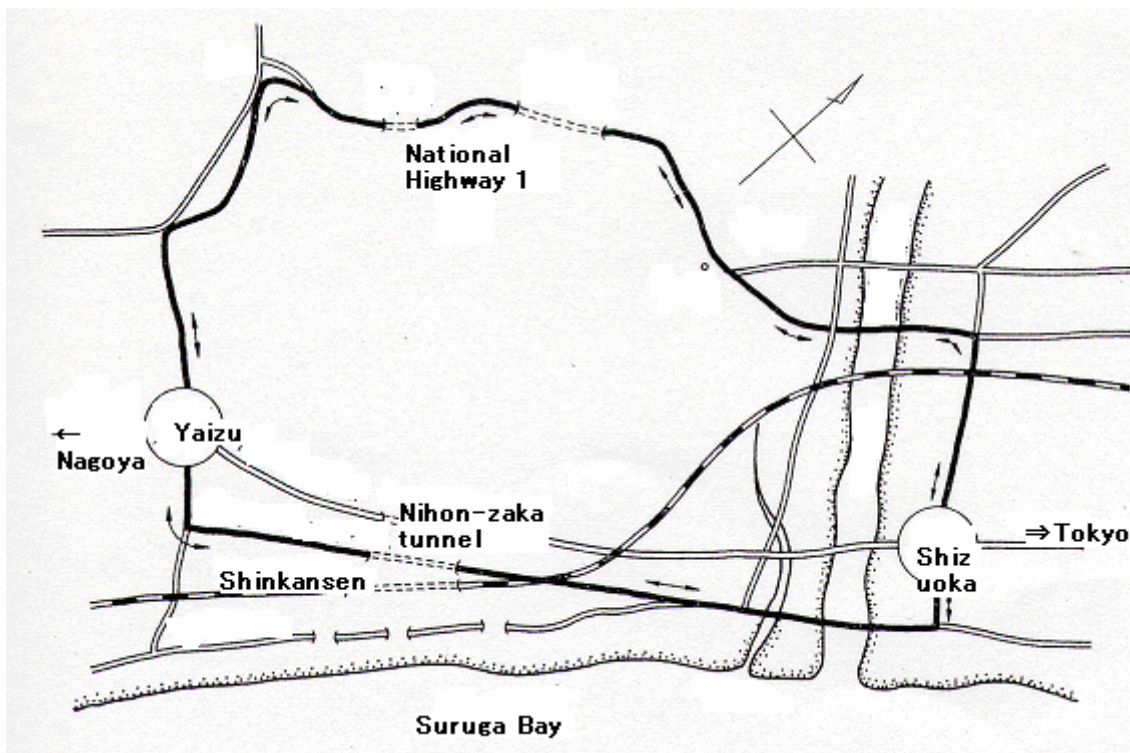 National
Highway 1
Yaizu
←
Nagoya
Nihon-zaka
tunnel
⇒Tokyo
Shiz
uoka
Shinkansen
Suruga Bay